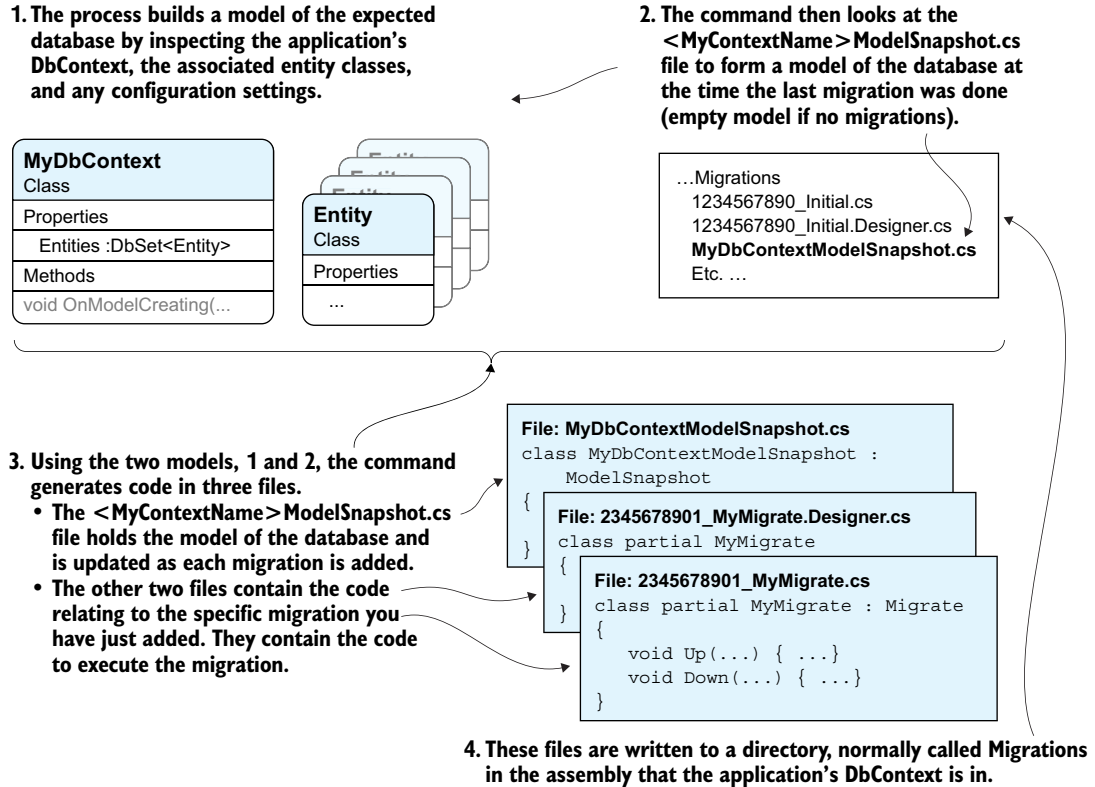 1. The process builds a model of the expected
database by inspecting the application's
DbContext, the associated entity classes,
and any configuration settings.
2. The command then looks at the
<MyContextName>ModelSnapshot.cs
file to form a model of the database at
the time the last migration was done
(empty model if no migrations).
MyDbContext
Class
Properties
Entities :DbSet<Entity>
Methods
void OnModelCreating(...
Entity
Entity
Entity
Entity
Class
Properties
...
…Migrations
1234567890_Initial.cs
1234567890_Initial.Designer.cs
MyDbContextModelSnapshot.cs
Etc. …
3. Using the two models, 1 and 2, the command
generates code in three files.
• The <MyContextName>ModelSnapshot.cs
file holds the model of the database and
is updated as each migration is added.
• The other two files contain the code
relating to the specific migration you
have just added. They contain the code
to execute the migration.
File: MyDbContextModelSnapshot.cs
class MyDbContextModelSnapshot :
ModelSnapshot
{
}
File: 2345678901_MyMigrate.Designer.cs
class partial MyMigrate
{
}
File: 2345678901_MyMigrate.cs
class partial MyMigrate : Migrate
{
void Up(...) { ...}
void Down(...) { ...}
}
4. These files are written to a directory, normally called Migrations
in the assembly that the application's DbContext is in.